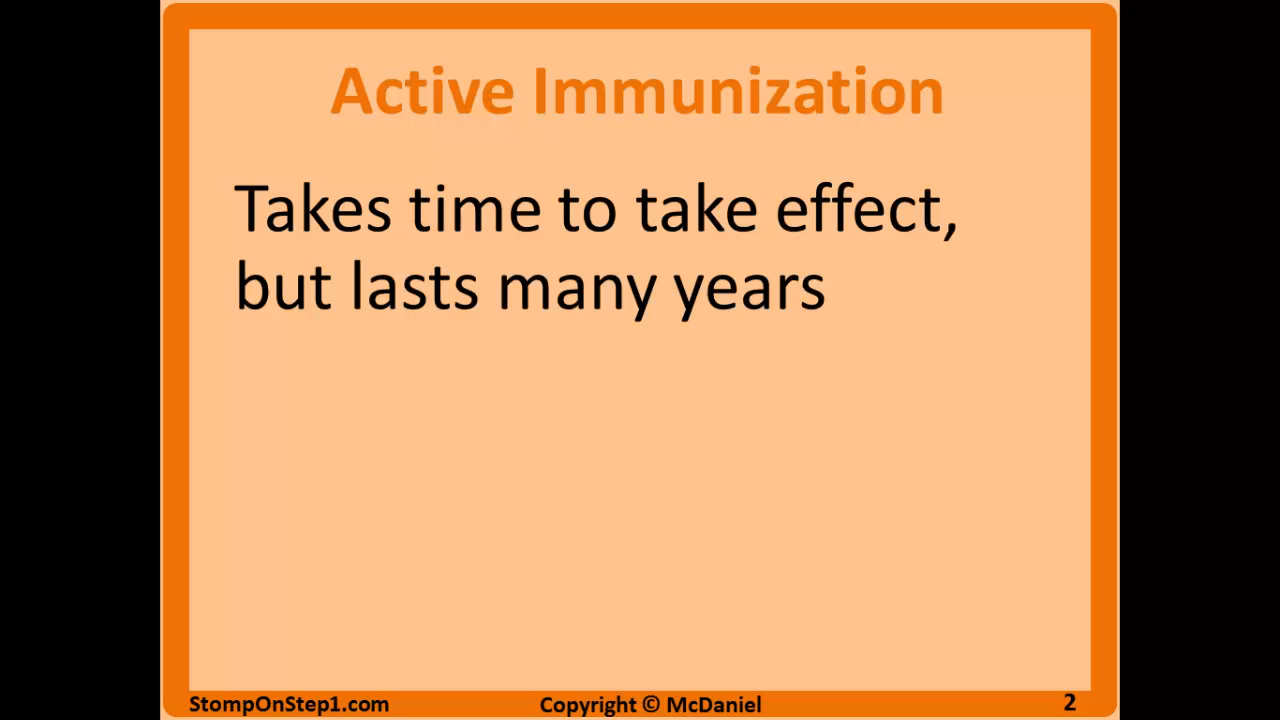 Active Immunization
Takes time to take effect,
but lasts many years
StompOnStep1.com
Copyright © McDaniel
2